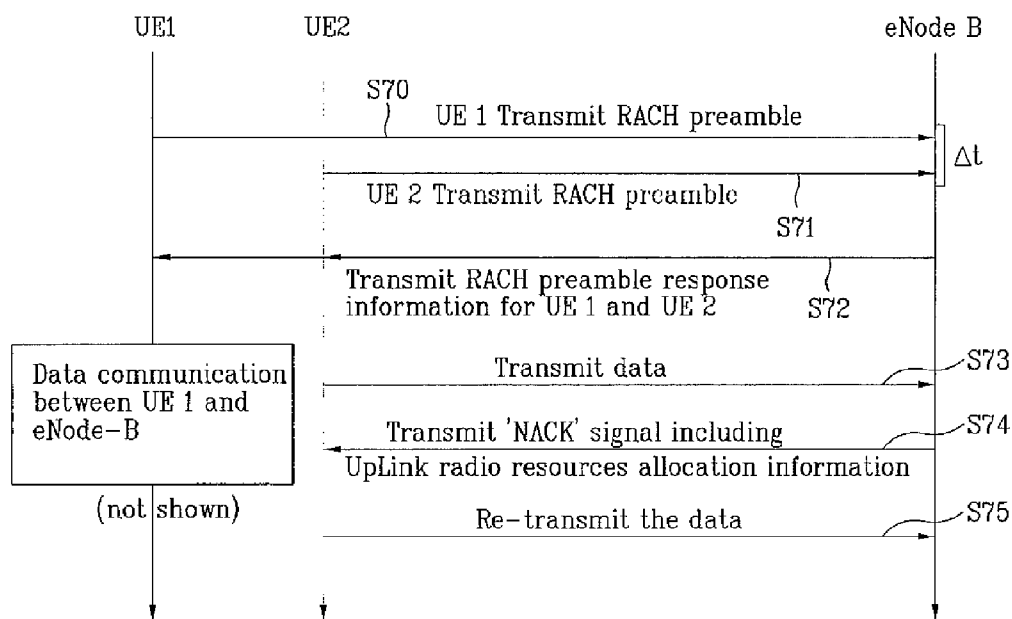 UE1
UE2
eNode B
S70
UE 1 Transmit RACH preamble
Δt
UE 2 Transmit RACH preamble
S71
Transmit RACH preamble response
information for UE 1 and UE 2
S72
Data communication
between UE 1 and
eNode-B
(not shown)
Transmit data
S73
Transmit 'NACK' signal including
S74
UpLink radio resources allocation information
Re-transmit the data
S75